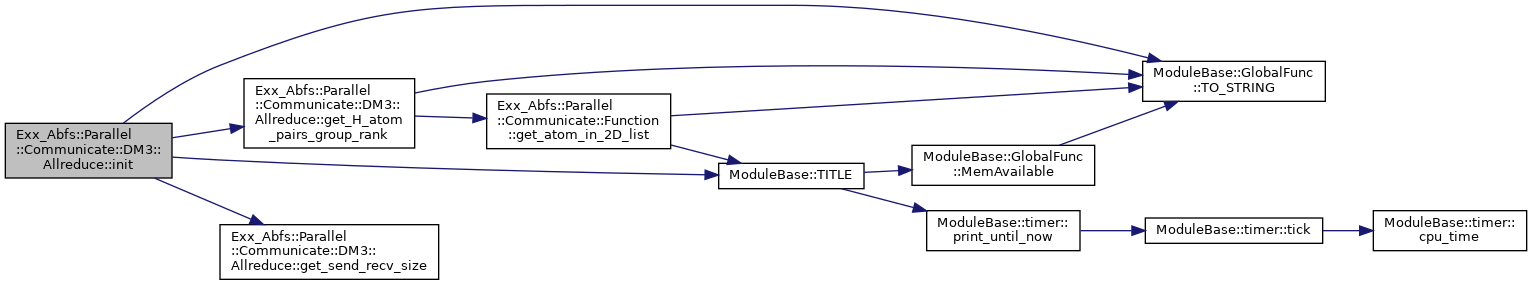 Exx_Abfs::Parallel
::Communicate::DM3::
Allreduce::init
Exx_Abfs::Parallel
::Communicate::DM3::
Allreduce::get_H_atom
_pairs_group_rank
Exx_Abfs::Parallel
::Communicate::Function
::get_atom_in_2D_list
ModuleBase::GlobalFunc
::TO_STRING
ModuleBase::TITLE
ModuleBase::GlobalFunc
::MemAvailable
ModuleBase::timer::
print_until_now
ModuleBase::timer::tick
ModuleBase::timer::
cpu_time
Exx_Abfs::Parallel
::Communicate::DM3::
Allreduce::get_send_recv_size